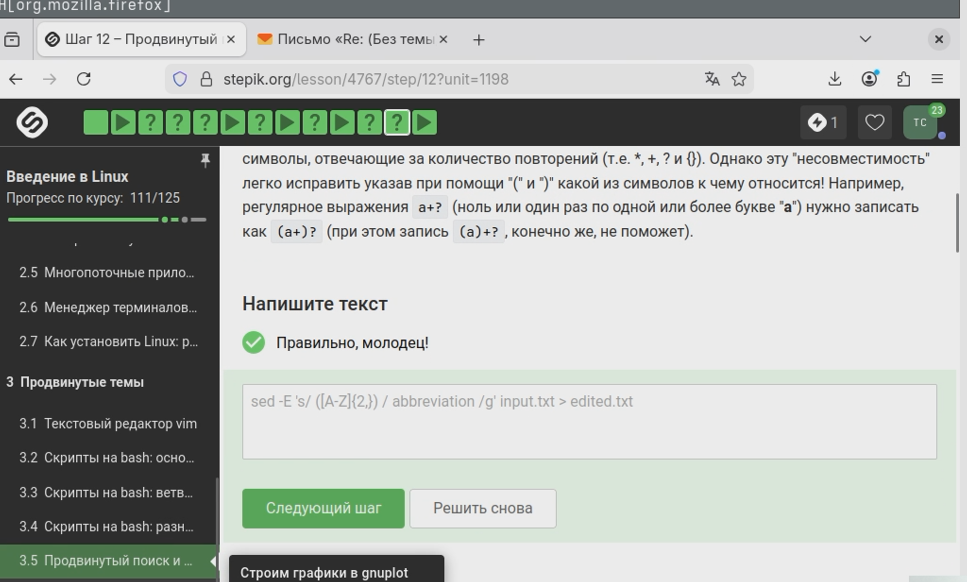 H[org.mozilla.firefox]
Шаг 12 – Продвинутый
Письмо «Re: (Без темы
stepik.org/lesson/4767/step/12?unit=1198
1
ТС
23
Введение в Linux
Прогресс по курсу: 111/125
2.5 Многопоточные прило...
2.6 Менеджер терминалов...
2.7 Как установить Linux: р...
3 Продвинутые темы
3.1 Текстовый редактор vim
3.2 Скрипты на bash: осно...
3.3 Скрипты на bash: ветв...
3.4 Скрипты на bash: разн...
3.5 Продвинутый поиск и ...
символы, отвечающие за количество повторений (т.е. *, +, ? и {}). Однако эту "несовместимость"
легко исправить указав при помощи "(" и ")" какой из символов к чему относится! Например,
регулярное выражения a+? (ноль или один раз по одной или более букве "a") нужно записать
как (a+)? (при этом запись (a)+?, конечно же, не поможет).
Напишите текст
Правильно, молодец!
sed -E 's/ ([A-Z]{2,}) / abbreviation /g' input.txt > edited.txt
Следующий шаг
Решить снова
Строим графики в gnuplot